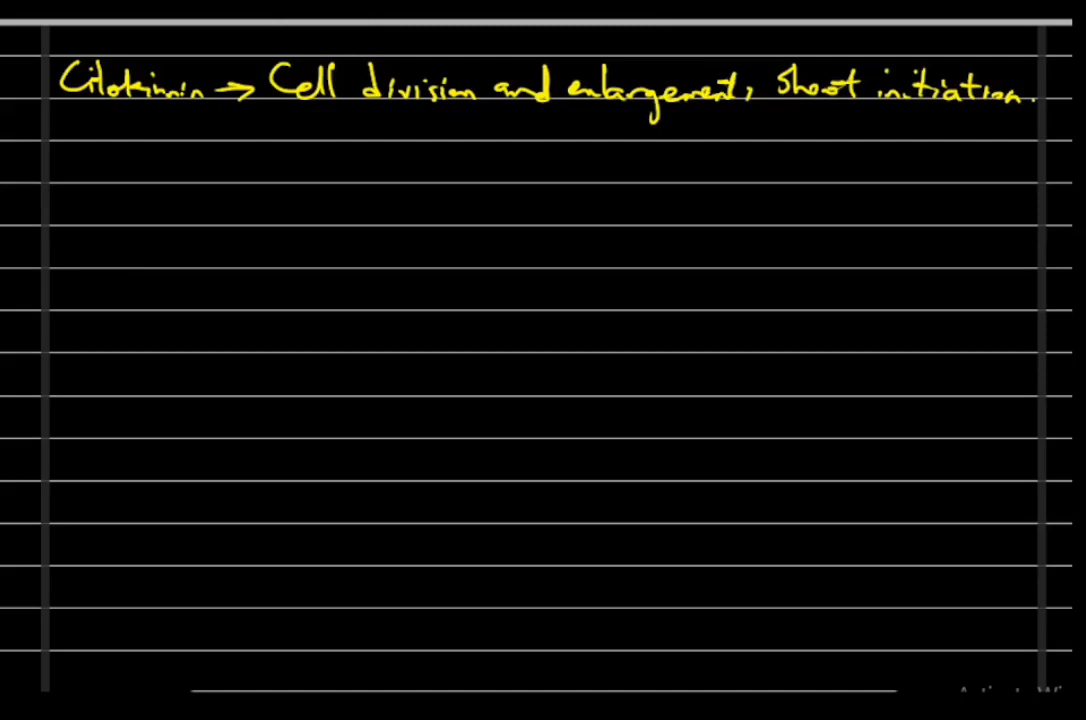 Citokinin → Cell division and enlargement, shoot initiation.